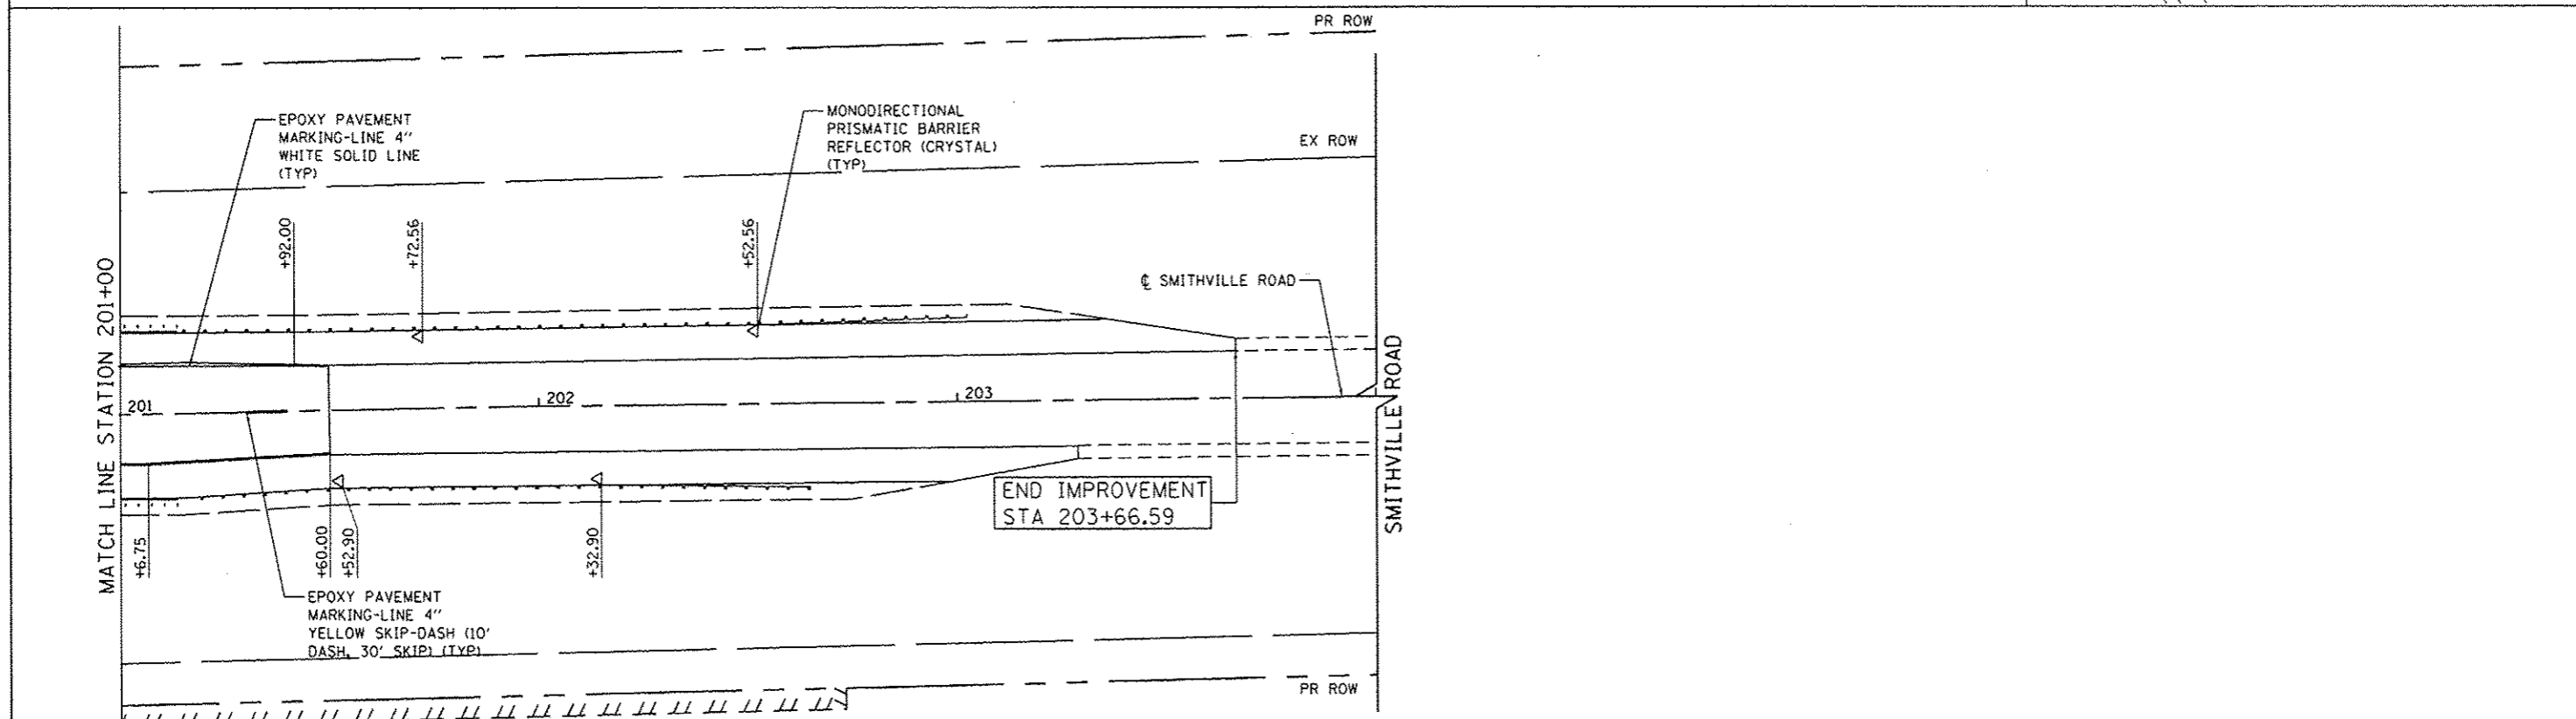 PR ROW
EPOXY PAVEMENT
MARKING-LINE 4"
WHITE SOLID LINE
(TYP)
MONODIRECTIONAL
PRISMATIC BARRIER
REFLECTOR (CRYSTAL)
(TYP)
EX ROW
+92.00
+72.56
+52.56
℄ SMITHVILLE ROAD
MATCH LINE STATION 201+00
201
202
203
SMITHVILLE ROAD
END IMPROVEMENT
STA 203+66.59
+6.75
+60.00
+52.90
+32.90
EPOXY PAVEMENT
MARKING-LINE 4"
YELLOW SKIP-DASH (10'
DASH, 30' SKIP) (TYP)
PR ROW